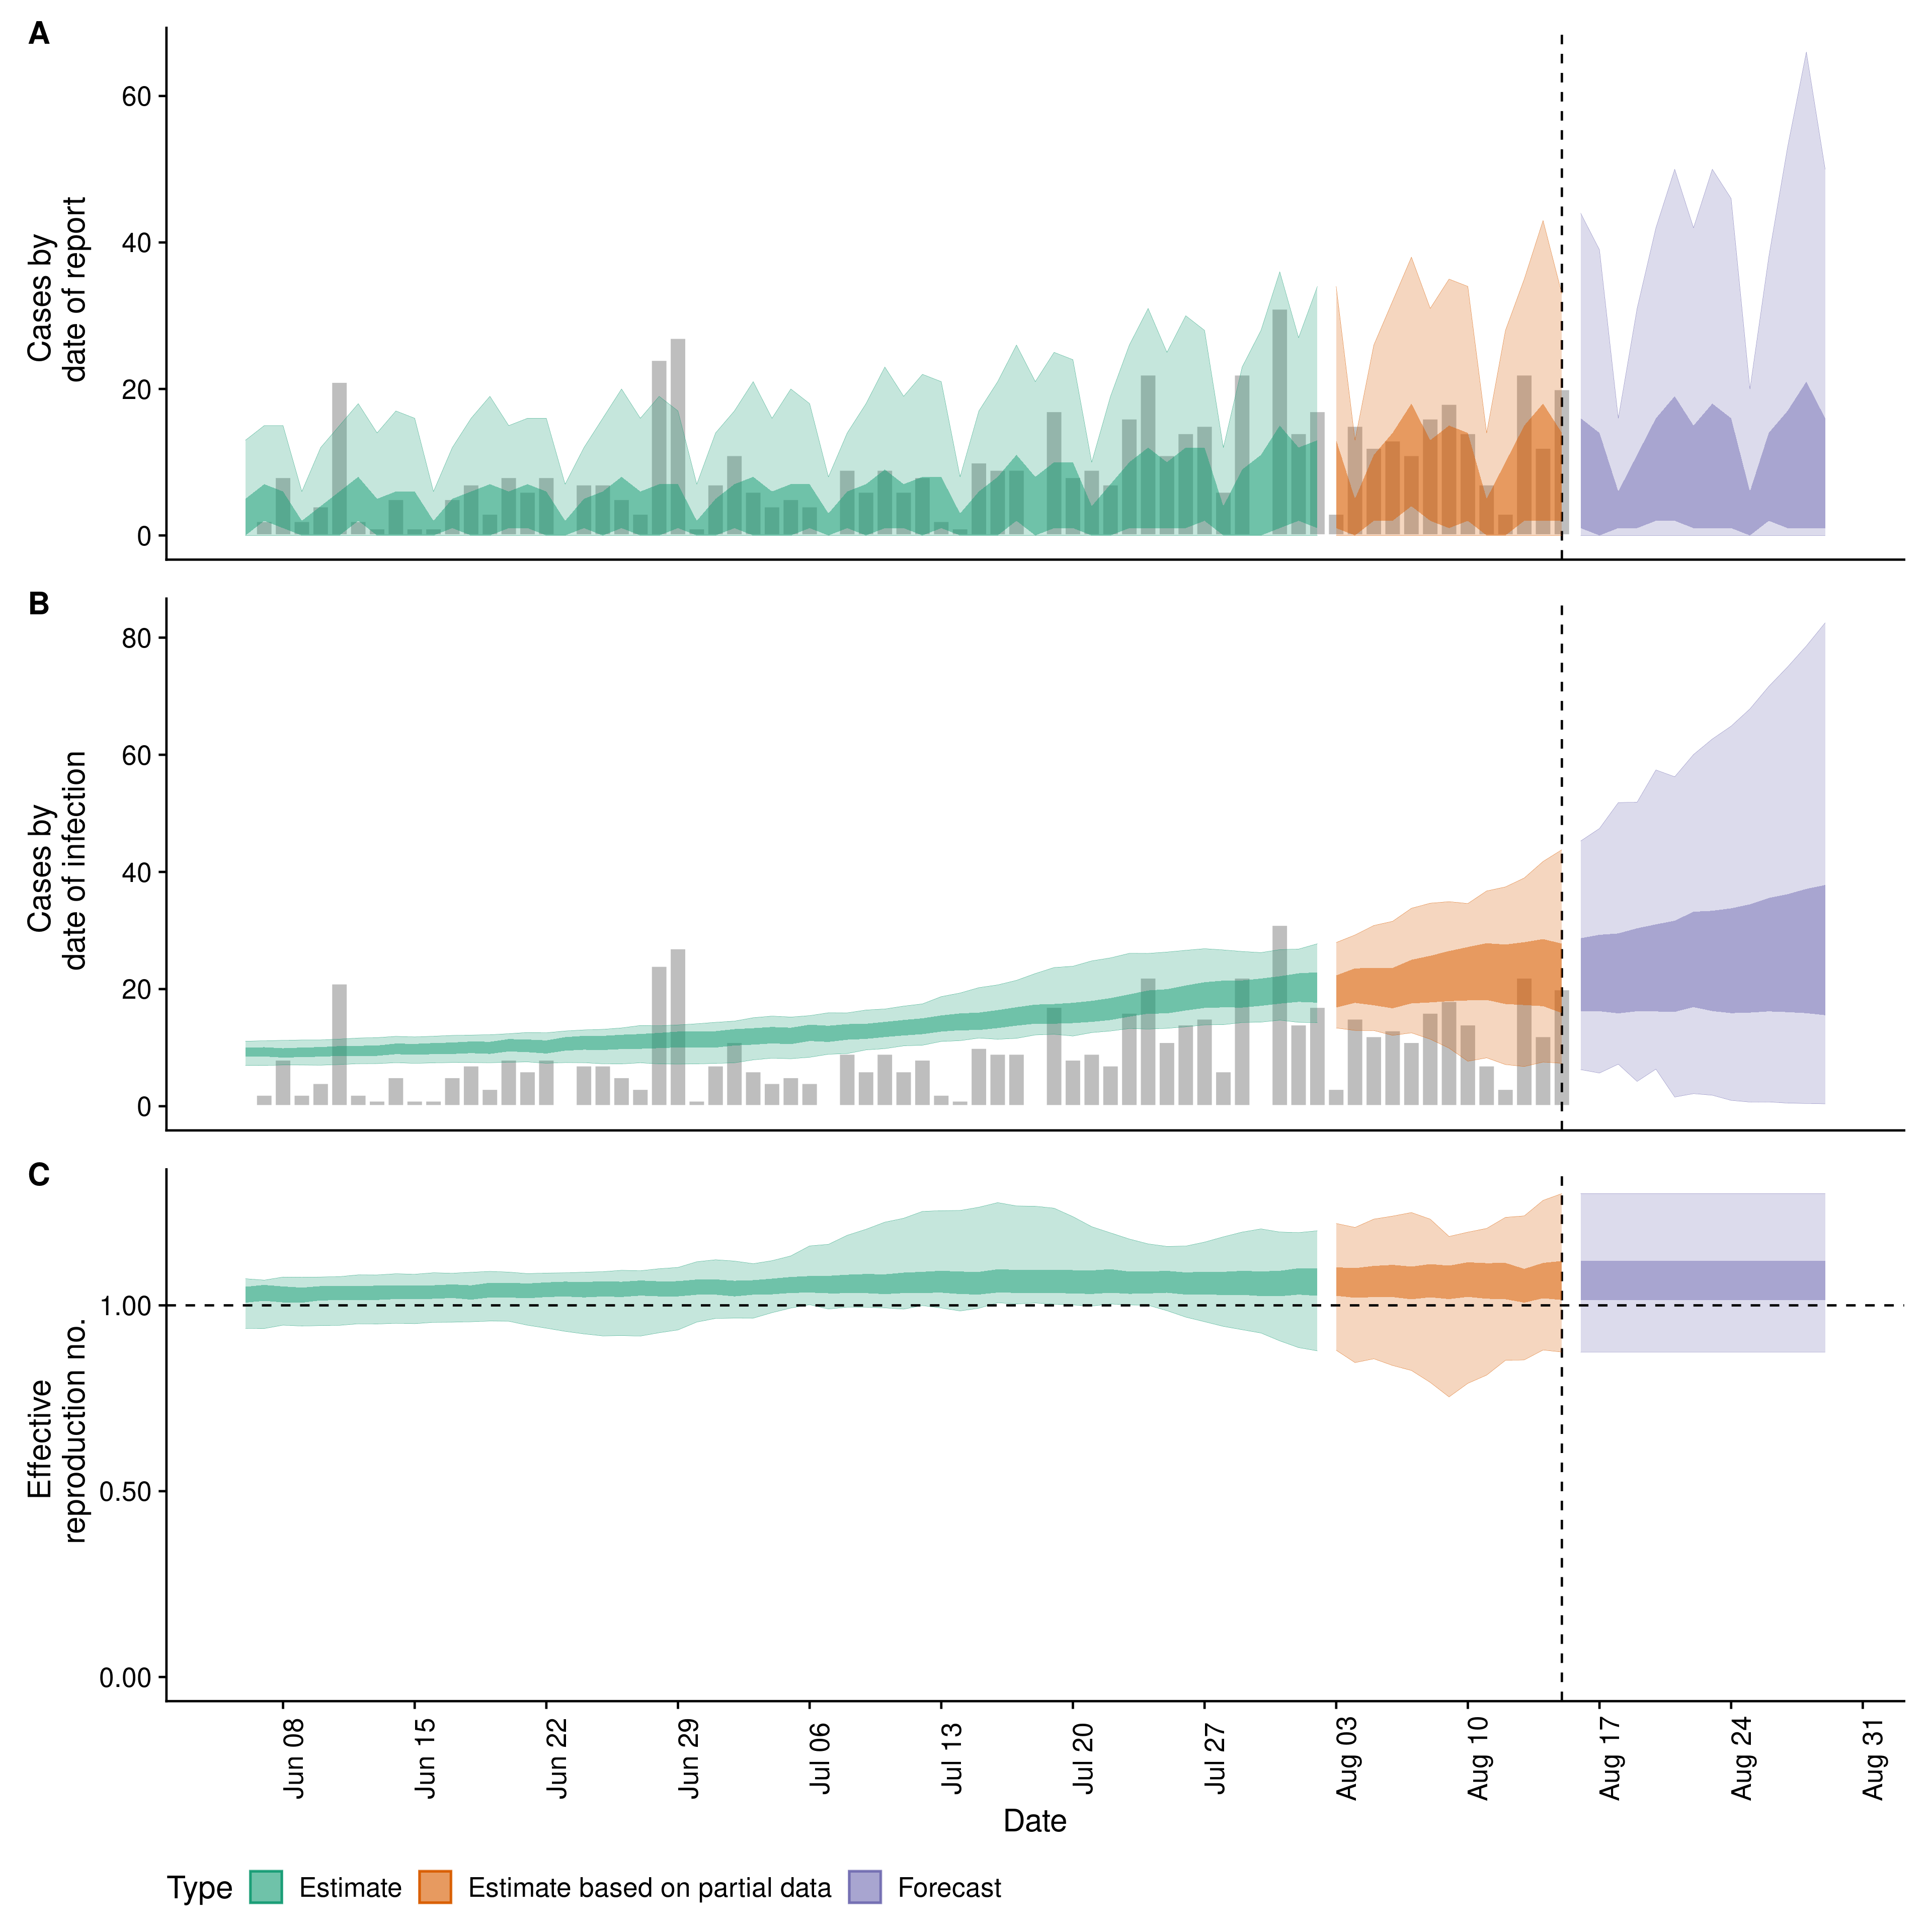 A
Cases by
date of report
60
40
20
0
B
Cases by
date of infection
80
60
40
20
0
C
Effective
reproduction no.
1.00
0.50
0.00
Jun 08
Jun 15
Jun 22
Jun 29
Jul 06
Jul 13
Jul 20
Jul 27
Aug 03
Aug 10
Aug 17
Aug 24
Aug 31
Date
Type Estimate Estimate based on partial data Forecast